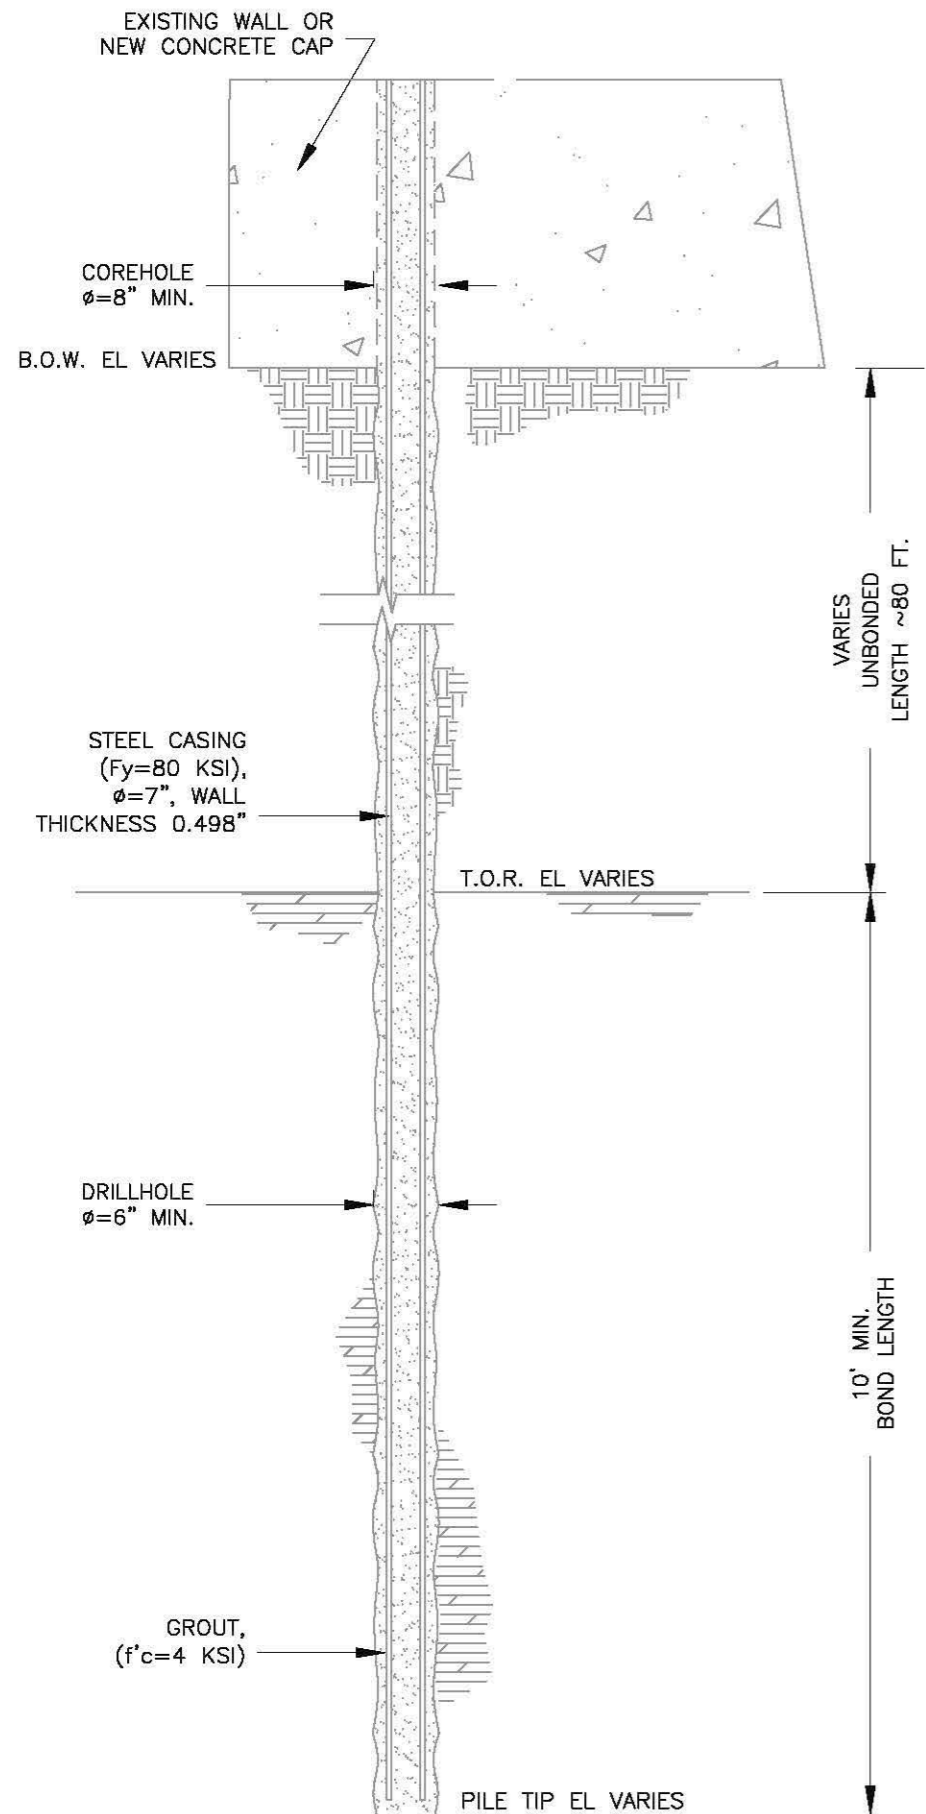 EXISTING WALL OR
NEW CONCRETE CAP
COREHOLE
ø=8" MIN.
B.O.W. EL VARIES
VARIES
UNBONDED
LENGTH ~80 FT.
STEEL CASING
(Fy=80 KSI),
ø=7", WALL
THICKNESS 0.498"
T.O.R. EL VARIES
DRILLHOLE
ø=6" MIN.
10' MIN.
BOND LENGTH
GROUT,
(f'c=4 KSI)
PILE TIP EL VARIES